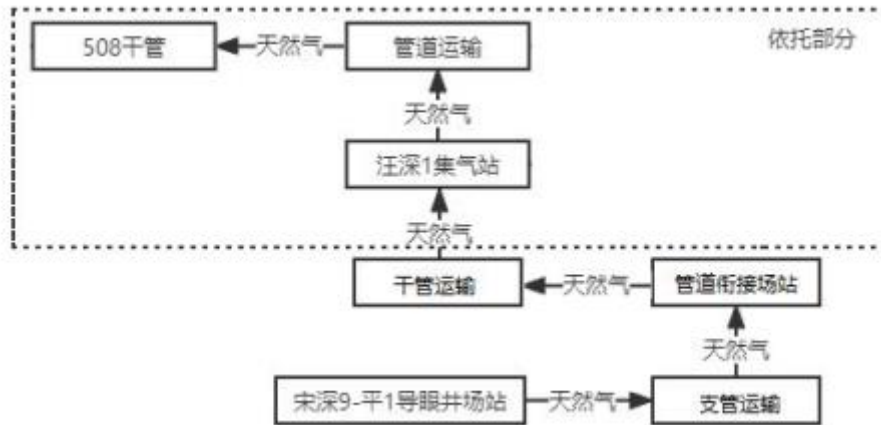 508干管
天然气
管道运输
依托部分
天然气
汪深1集气站
天然气
干管运输
天然气
管道衔接场站
天然气
宋深9-平1导眼井场站
天然气
支管运输